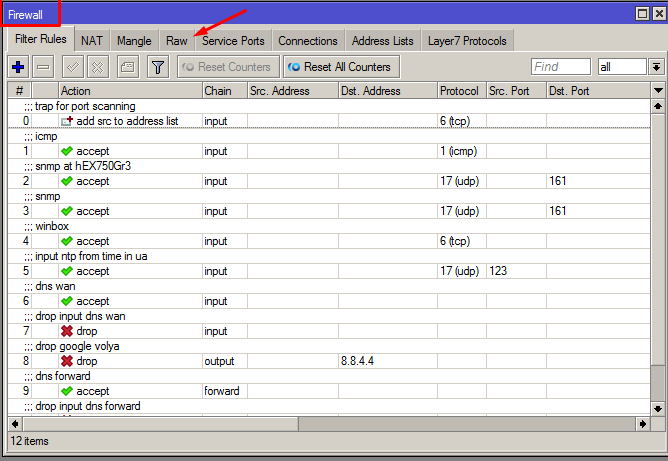 Firewall
Filter Rules NAT Mangle Raw Service Ports Connections Address Lists Layer7 Protocols
Reset Counters Reset All Counters Find all
# Action Chain Src. Address Dst. Address Protocol Src. Port Dst. Port
;;; trap for port scanning
0 add src to address list input 6 (tcp)
;;; icmp
1 accept input 1 (icmp)
;;; snmp at hEX750Gr3
2 accept input 17 (udp) 161
;;; snmp
3 accept input 17 (udp) 161
;;; winbox
4 accept input 6 (tcp)
;;; input ntp from time in ua
5 accept input 17 (udp) 123
;;; dns wan
6 accept input
;;; drop input dns wan
7 drop input
;;; drop google volya
8 drop output 8.8.4.4
;;; dns forward
9 accept forward
;;; drop input dns forward
12 items